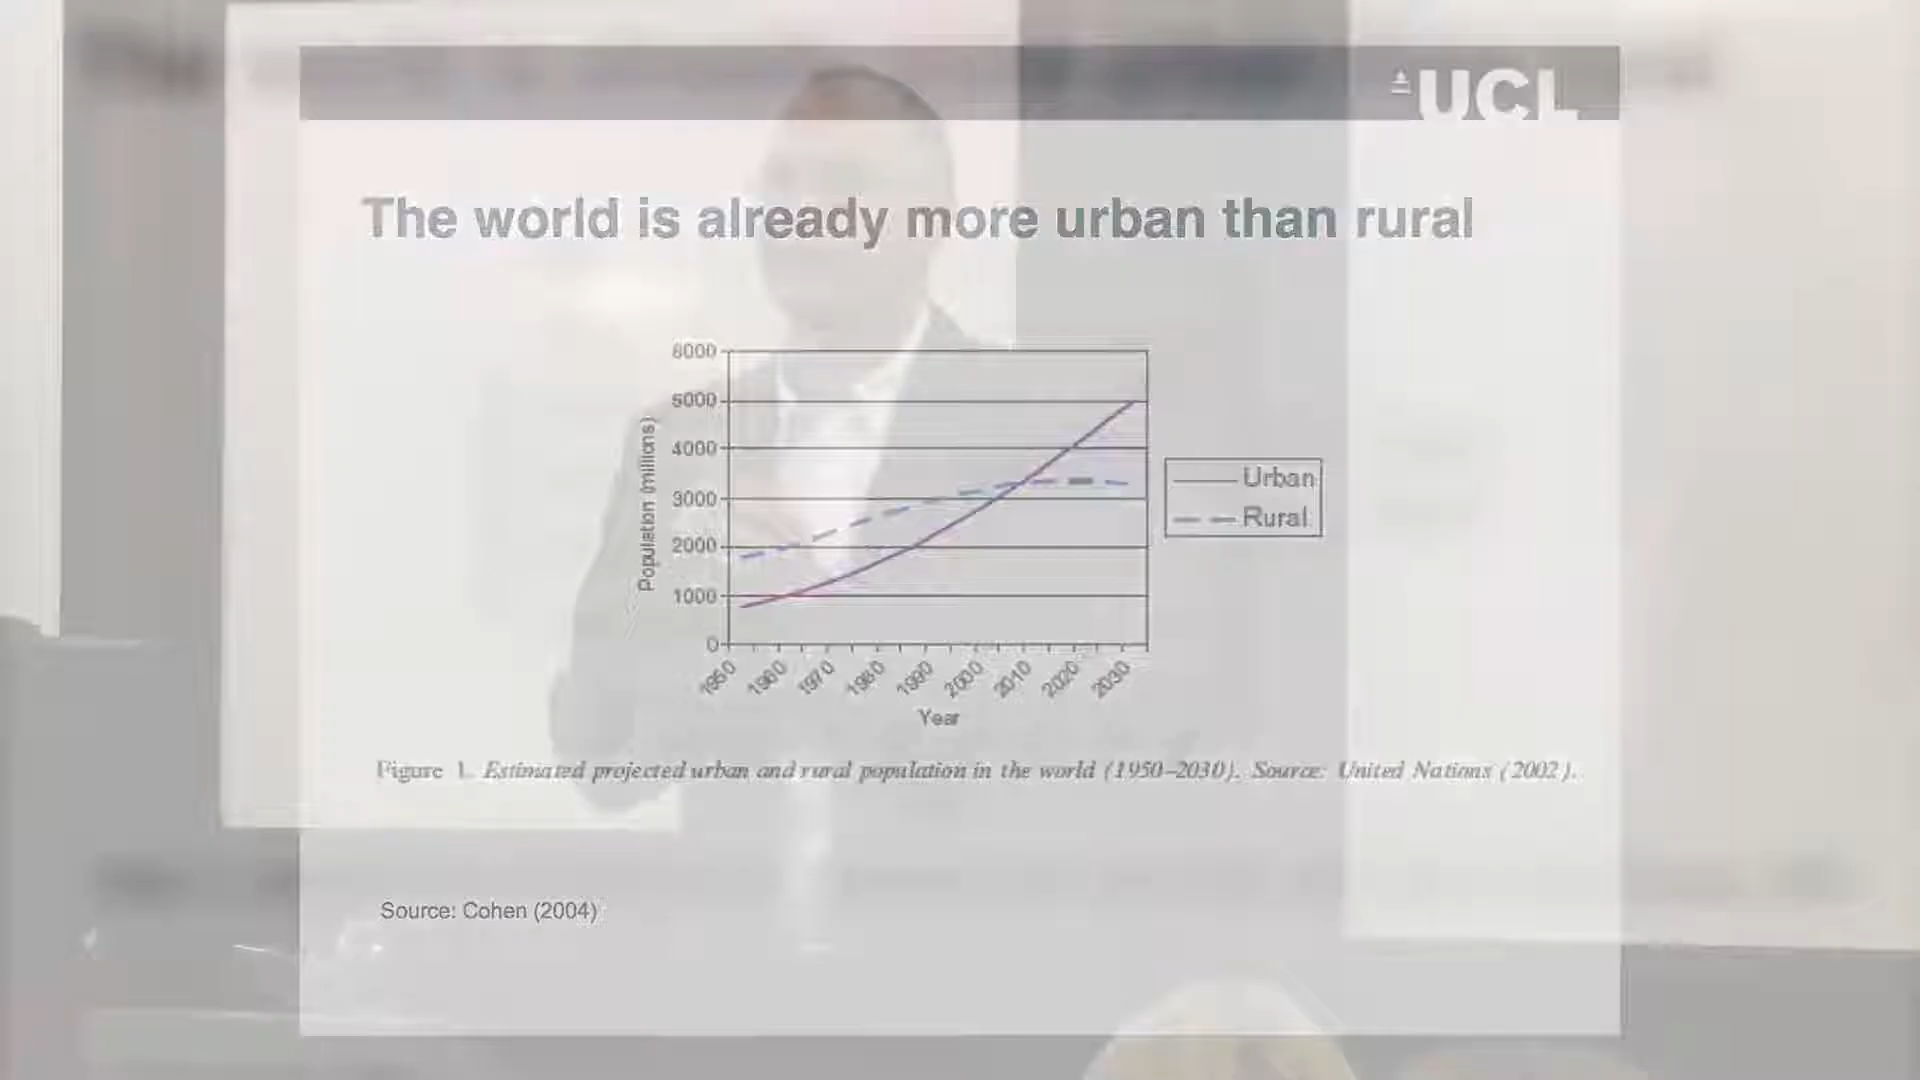 UCL
The world is already more urban than rural
6000
5000
4000
3000
2000
1000
0
Population (millions)
1950 1960 1970 1980 1990 2000 2010 2020 2030
Year
Urban
Rural
Figure 1. Estimated projected urban and rural population in the world (1950–2030). Source: United Nations (2002).
Source: Cohen (2004)